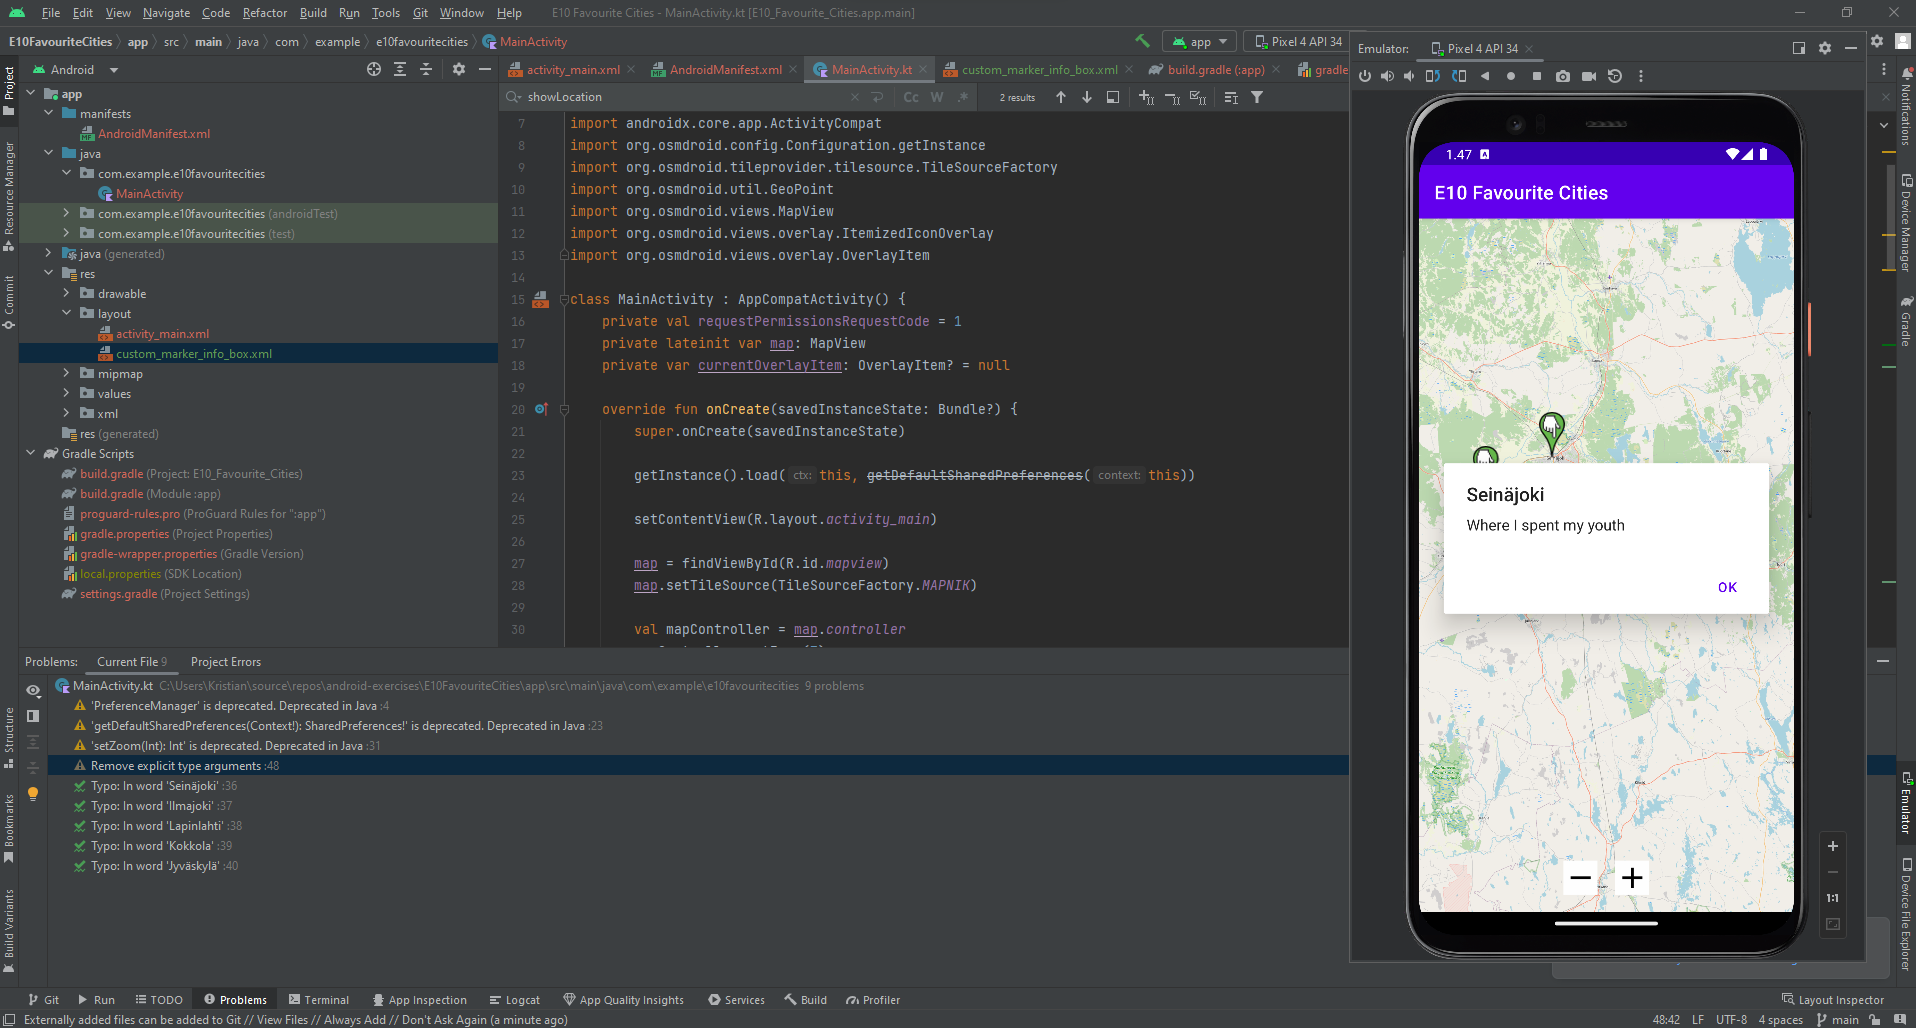 File Edit View Navigate Code Refactor Build Run Tools Git Window Help E10 Favourite Cities - MainActivity.kt [E10_Favourite_Cities.app.main]
E10FavouriteCities app src main java com example e10favouritecities MainActivity app Pixel 4 API 34
Android
activity_main.xml AndroidManifest.xml MainActivity.kt custom_marker_info_box.xml build.gradle (:app) gradle
showLocation Cc W .* 2 results
Project
Resource Manager
Commit
Structure
Bookmarks
Build Variants
app
manifests
AndroidManifest.xml
java
com.example.e10favouritecities
MainActivity
com.example.e10favouritecities (androidTest)
com.example.e10favouritecities (test)
java (generated)
res
drawable
layout
activity_main.xml
custom_marker_info_box.xml
mipmap
values
xml
res (generated)
Gradle Scripts
build.gradle (Project: E10_Favourite_Cities)
build.gradle (Module :app)
proguard-rules.pro (ProGuard Rules for ":app")
gradle.properties (Project Properties)
gradle-wrapper.properties (Gradle Version)
local.properties (SDK Location)
settings.gradle (Project Settings)
7 import androidx.core.app.ActivityCompat
8 import org.osmdroid.config.Configuration.getInstance
9 import org.osmdroid.tileprovider.tilesource.TileSourceFactory
10 import org.osmdroid.util.GeoPoint
11 import org.osmdroid.views.MapView
12 import org.osmdroid.views.overlay.ItemizedIconOverlay
13 import org.osmdroid.views.overlay.OverlayItem
14
15 class MainActivity : AppCompatActivity() {
16 private val requestPermissionsRequestCode = 1
17 private lateinit var map: MapView
18 private var currentOverlayItem: OverlayItem? = null
19
20 override fun onCreate(savedInstanceState: Bundle?) {
21 super.onCreate(savedInstanceState)
22
23 getInstance().load( ctx: this, getDefaultSharedPreferences( context: this))
24
25 setContentView(R.layout.activity_main)
26
27 map = findViewById(R.id.mapview)
28 map.setTileSource(TileSourceFactory.MAPNIK)
29
30 val mapController = map.controller
Emulator: Pixel 4 API 34
1.47
E10 Favourite Cities
Seinäjoki
Where I spent my youth
OK
1:1
Notifications
Device Manager
Gradle
Emulator
Device File Explorer
Problems: Current File 9 Project Errors
MainActivity.kt C:\Users\Kristian\source\repos\android-exercises\E10FavouriteCities\app\src\main\java\com\example\e10favouritecities 9 problems
'PreferenceManager' is deprecated. Deprecated in Java :4
'getDefaultSharedPreferences(Context!): SharedPreferences!' is deprecated. Deprecated in Java :23
'setZoom(Int): Int' is deprecated. Deprecated in Java :31
Remove explicit type arguments :48
Typo: In word 'Seinäjoki' :36
Typo: In word 'Ilmajoki' :37
Typo: In word 'Lapinlahti' :38
Typo: In word 'Kokkola' :39
Typo: In word 'Jyväskylä' :40
Git Run TODO Problems Terminal App Inspection Logcat App Quality Insights Services Build Profiler Layout Inspector
Externally added files can be added to Git // View Files // Always Add // Don't Ask Again (a minute ago) 48:42 LF UTF-8 4 spaces main